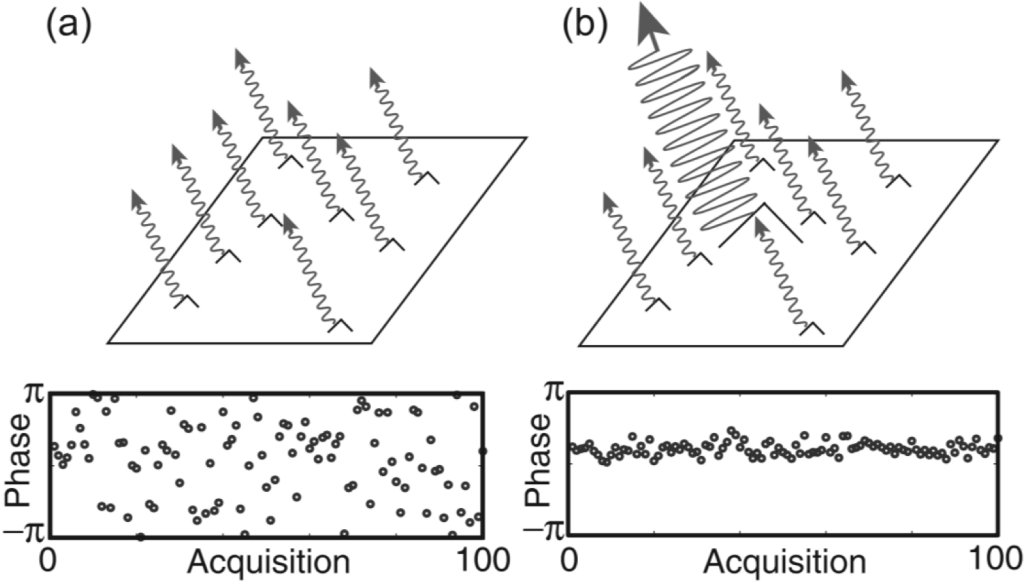 (a)
(b)
π
π
Phase
Phase
−π
−π
0
Acquisition
100
0
Acquisition
100